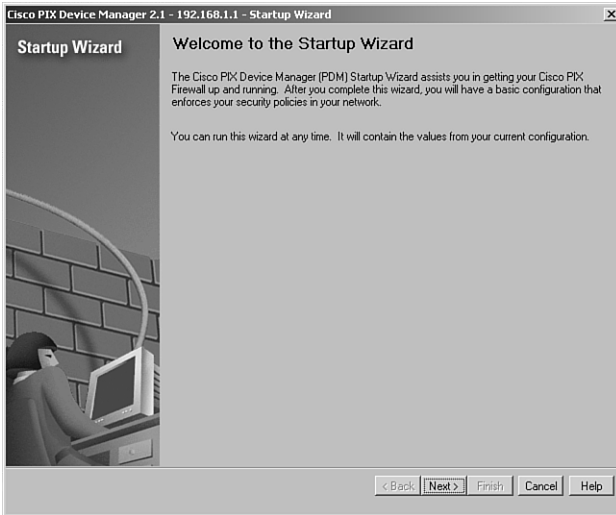 Cisco PIX Device Manager 2.1 - 192.168.1.1 - Startup Wizard
Startup Wizard
Welcome to the Startup Wizard
The Cisco PIX Device Manager (PDM) Startup Wizard assists you in getting your Cisco PIX
Firewall up and running. After you complete this wizard, you will have a basic configuration that
enforces your security policies in your network.
You can run this wizard at any time. It will contain the values from your current configuration.
< Back Next > Finish Cancel Help